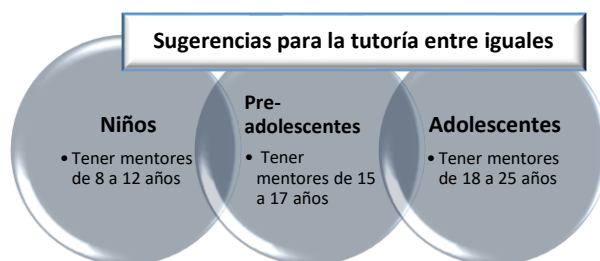 Sugerencias para la tutoría entre iguales
Niños
• Tener mentores
de 8 a 12 años
Pre-
adolescentes
• Tener
mentores de 15
a 17 años
Adolescentes
• Tener mentores
de 18 a 25 años